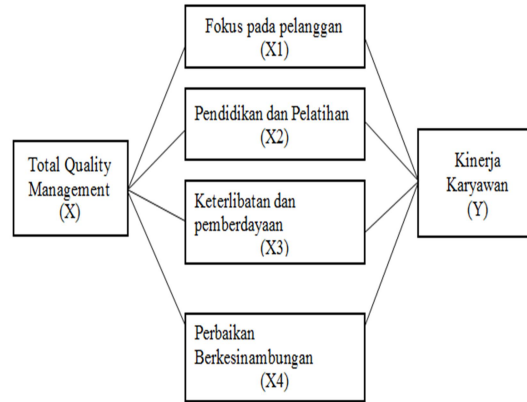 Fokus pada pelanggan
(X1)
Pendidikan dan Pelatihan
(X2)
Total Quality
Management
(X)
Keterlibatan dan
pemberdayaan
(X3)
Kinerja
Karyawan
(Y)
Perbaikan
Berkesinambungan
(X4)